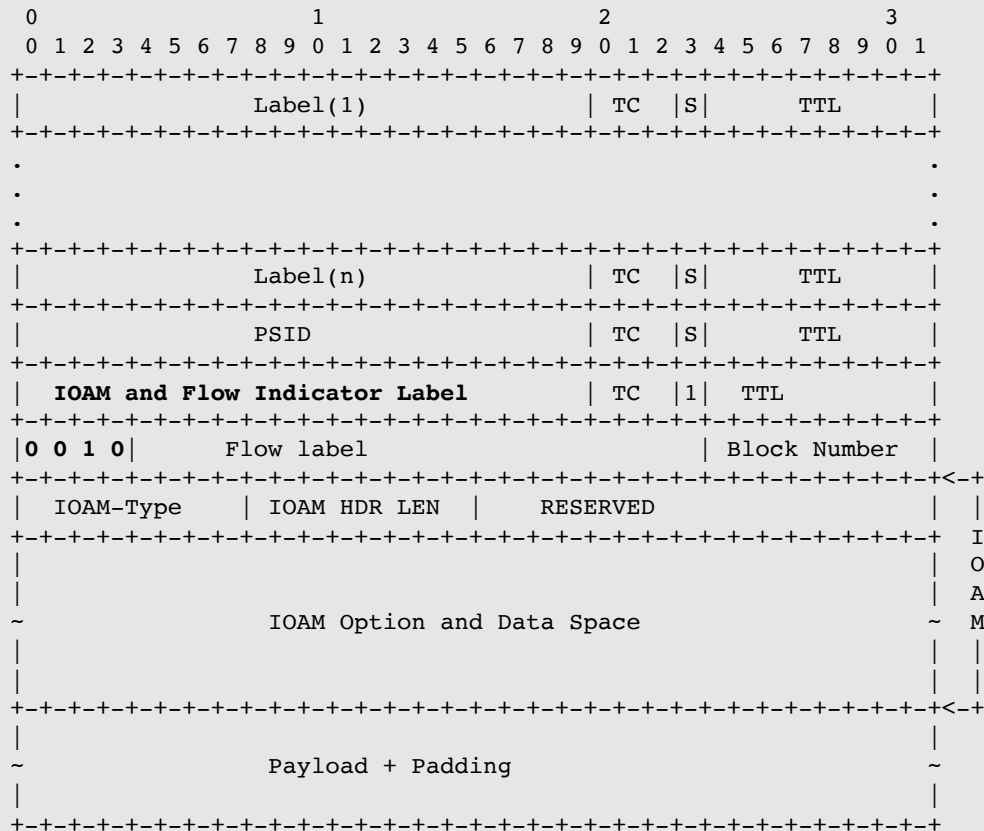 0                   1                   2                   3
 0 1 2 3 4 5 6 7 8 9 0 1 2 3 4 5 6 7 8 9 0 1 2 3 4 5 6 7 8 9 0 1
+-+-+-+-+-+-+-+-+-+-+-+-+-+-+-+-+-+-+-+-+-+-+-+-+-+-+-+-+-+-+-+-+
|                Label(1)               | TC  |S|      TTL      |
+-+-+-+-+-+-+-+-+-+-+-+-+-+-+-+-+-+-+-+-+-+-+-+-+-+-+-+-+-+-+-+-+
.                                                               .
.                                                               .
.                                                               .
+-+-+-+-+-+-+-+-+-+-+-+-+-+-+-+-+-+-+-+-+-+-+-+-+-+-+-+-+-+-+-+-+
|                Label(n)               | TC  |S|      TTL      |
+-+-+-+-+-+-+-+-+-+-+-+-+-+-+-+-+-+-+-+-+-+-+-+-+-+-+-+-+-+-+-+-+
|                PSID                   | TC  |S|      TTL      |
+-+-+-+-+-+-+-+-+-+-+-+-+-+-+-+-+-+-+-+-+-+-+-+-+-+-+-+-+-+-+-+-+
|  IOAM and Flow Indicator Label        | TC  |1|  TTL          |
+-+-+-+-+-+-+-+-+-+-+-+-+-+-+-+-+-+-+-+-+-+-+-+-+-+-+-+-+-+-+-+-+
|0 0 1 0|      Flow label                       | Block Number  |
+-+-+-+-+-+-+-+-+-+-+-+-+-+-+-+-+-+-+-+-+-+-+-+-+-+-+-+-+-+-+-+-+<-+
|  IOAM-Type    | IOAM HDR LEN  |    RESERVED                   |  |
+-+-+-+-+-+-+-+-+-+-+-+-+-+-+-+-+-+-+-+-+-+-+-+-+-+-+-+-+-+-+-+-+  I
|                                                               |  O
|                                                               |  A
~                 IOAM Option and Data Space                    ~  M
|                                                               |  |
|                                                               |  |
+-+-+-+-+-+-+-+-+-+-+-+-+-+-+-+-+-+-+-+-+-+-+-+-+-+-+-+-+-+-+-+-+<-+
|                                                               |
~                 Payload + Padding                             ~
|                                                               |
+-+-+-+-+-+-+-+-+-+-+-+-+-+-+-+-+-+-+-+-+-+-+-+-+-+-+-+-+-+-+-+-+